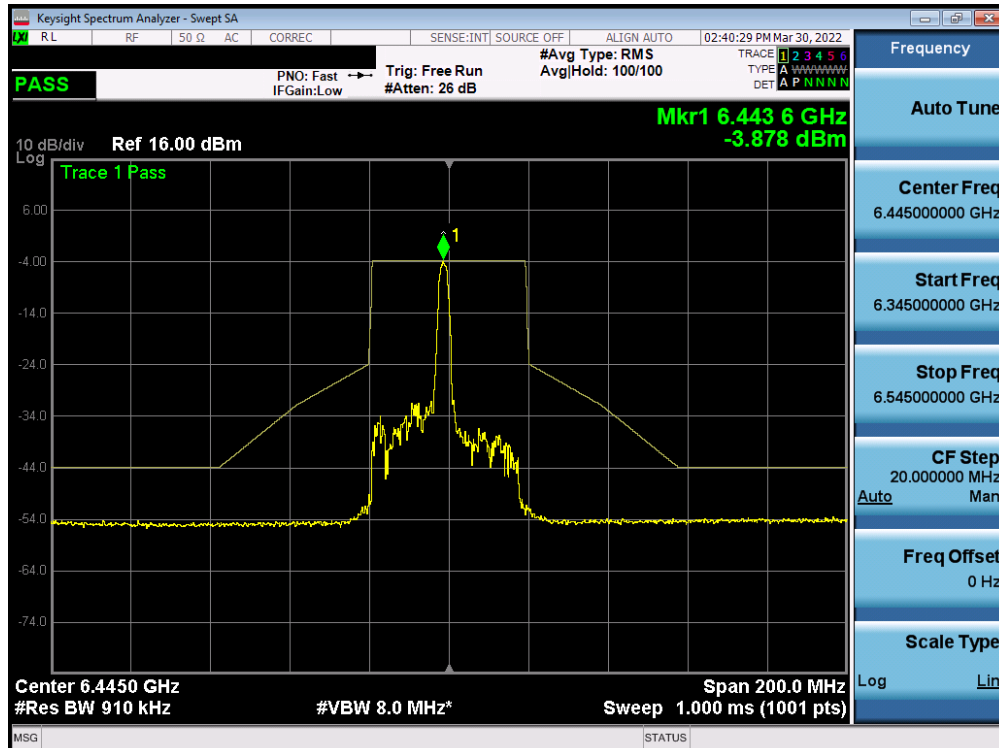 Keysight Spectrum Analyzer - Swept SA
LXI RL RF 50 Ω AC CORREC SENSE:INT SOURCE OFF ALIGN AUTO 02:40:29 PM Mar 30, 2022
PASS
PNO: Fast
IFGain:Low
Trig: Free Run
#Atten: 26 dB
#Avg Type: RMS
Avg|Hold: 100/100
TRACE 1 2 3 4 5 6
TYPE A WWWWW
DET A P N N N N
Mkr1 6.443 6 GHz
-3.878 dBm
10 dB/div Ref 16.00 dBm
Log
Trace 1 Pass
1
6.00
-4.00
-14.0
-24.0
-34.0
-44.0
-54.0
-64.0
-74.0
Center 6.4450 GHz Span 200.0 MHz
#Res BW 910 kHz #VBW 8.0 MHz* Sweep 1.000 ms (1001 pts)
MSG STATUS
Frequency
Auto Tune
Center Freq
6.445000000 GHz
Start Freq
6.345000000 GHz
Stop Freq
6.545000000 GHz
CF Step
20.000000 MHz
Auto Man
Freq Offset
0 Hz
Scale Type
Log Lin